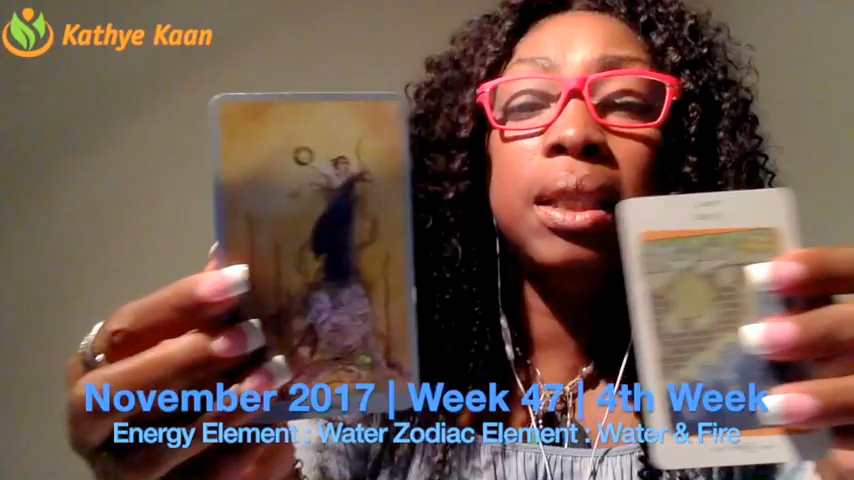 Kathye Kaan
November 2017 | Week 47 | 4th Week
Energy Element : Water Zodiac Element : Water & Fire